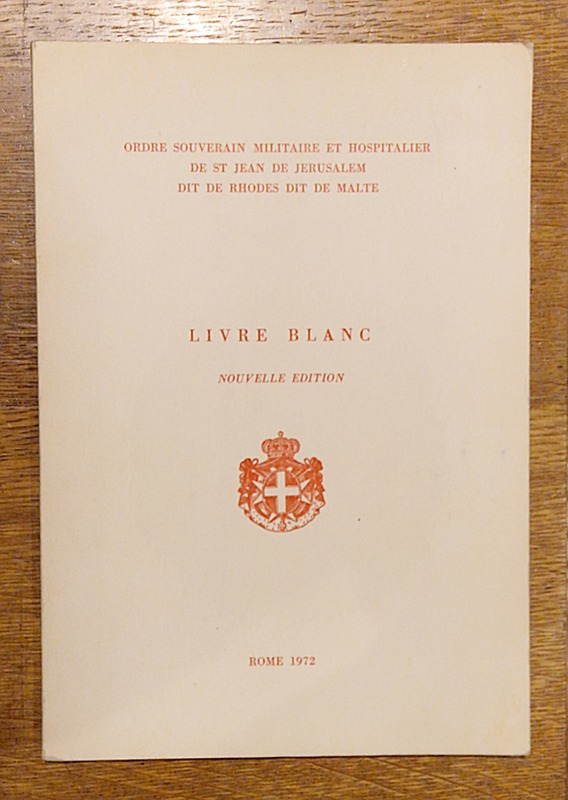 ORDRE SOUVERAIN MILITAIRE ET HOSPITALIER
DE ST JEAN DE JERUSALEM
DIT DE RHODES DIT DE MALTE
LIVRE BLANC
NOUVELLE EDITION
ROME 1972